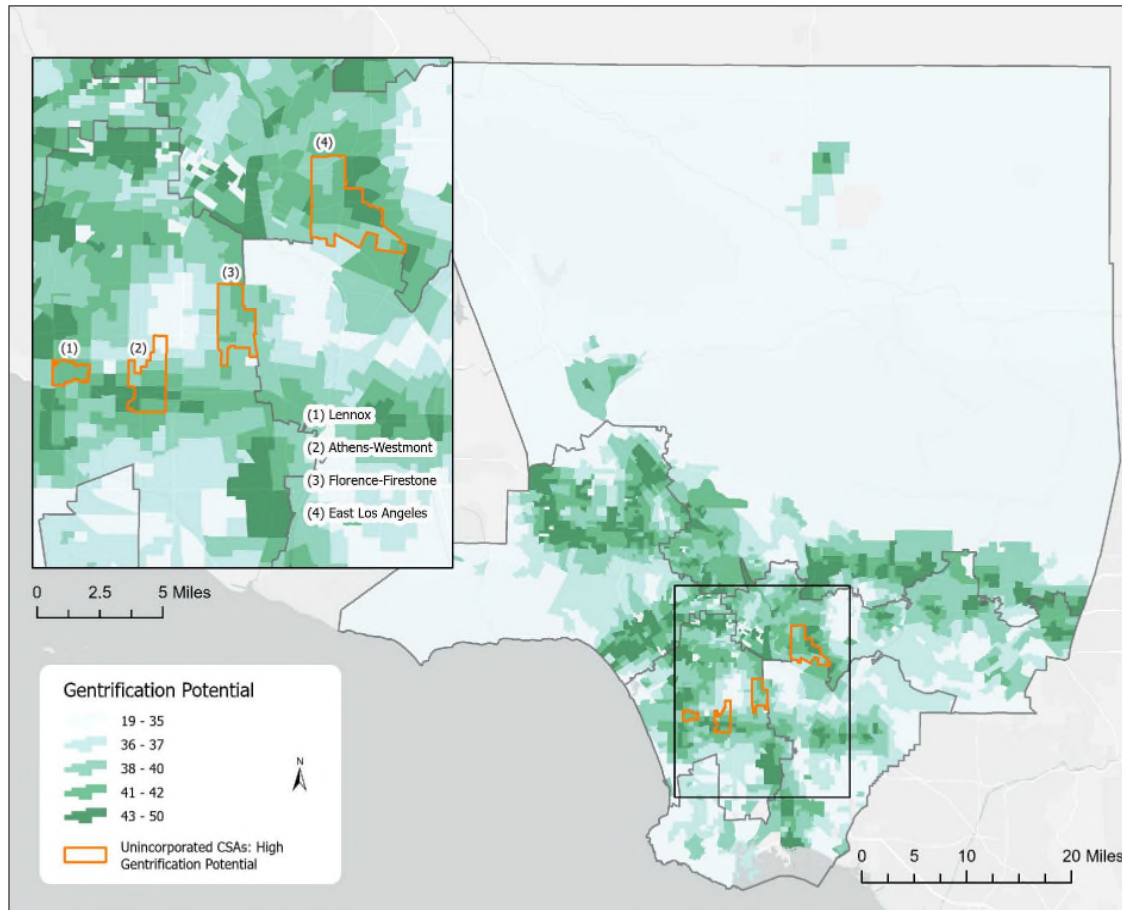 (4)
(3)
(1)
(2)
(1) Lennox
(2) Athens-Westmont
(3) Florence-Firestone
(4) East Los Angeles
0 2.5 5 Miles
Gentrification Potential
19 - 35
36 - 37
38 - 40
41 - 42
43 - 50
N
Unincorporated CSAs: High
Gentrification Potential
0 5 10 20 Miles